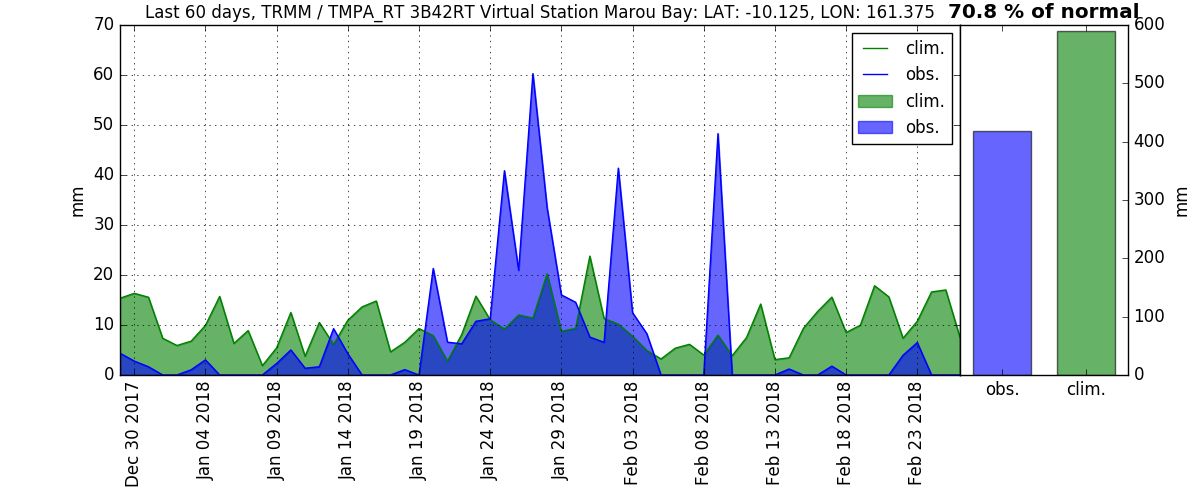 Last 60 days, TRMM / TMPA_RT 3B42RT Virtual Station Marou Bay: LAT: -10.125, LON: 161.375
70.8 % of normal
70
60
50
40
30
20
10
0
mm
clim.
obs.
clim.
obs.
600
500
400
300
200
100
0
mm
obs.
clim.
Dec 30 2017
Jan 04 2018
Jan 09 2018
Jan 14 2018
Jan 19 2018
Jan 24 2018
Jan 29 2018
Feb 03 2018
Feb 08 2018
Feb 13 2018
Feb 18 2018
Feb 23 2018